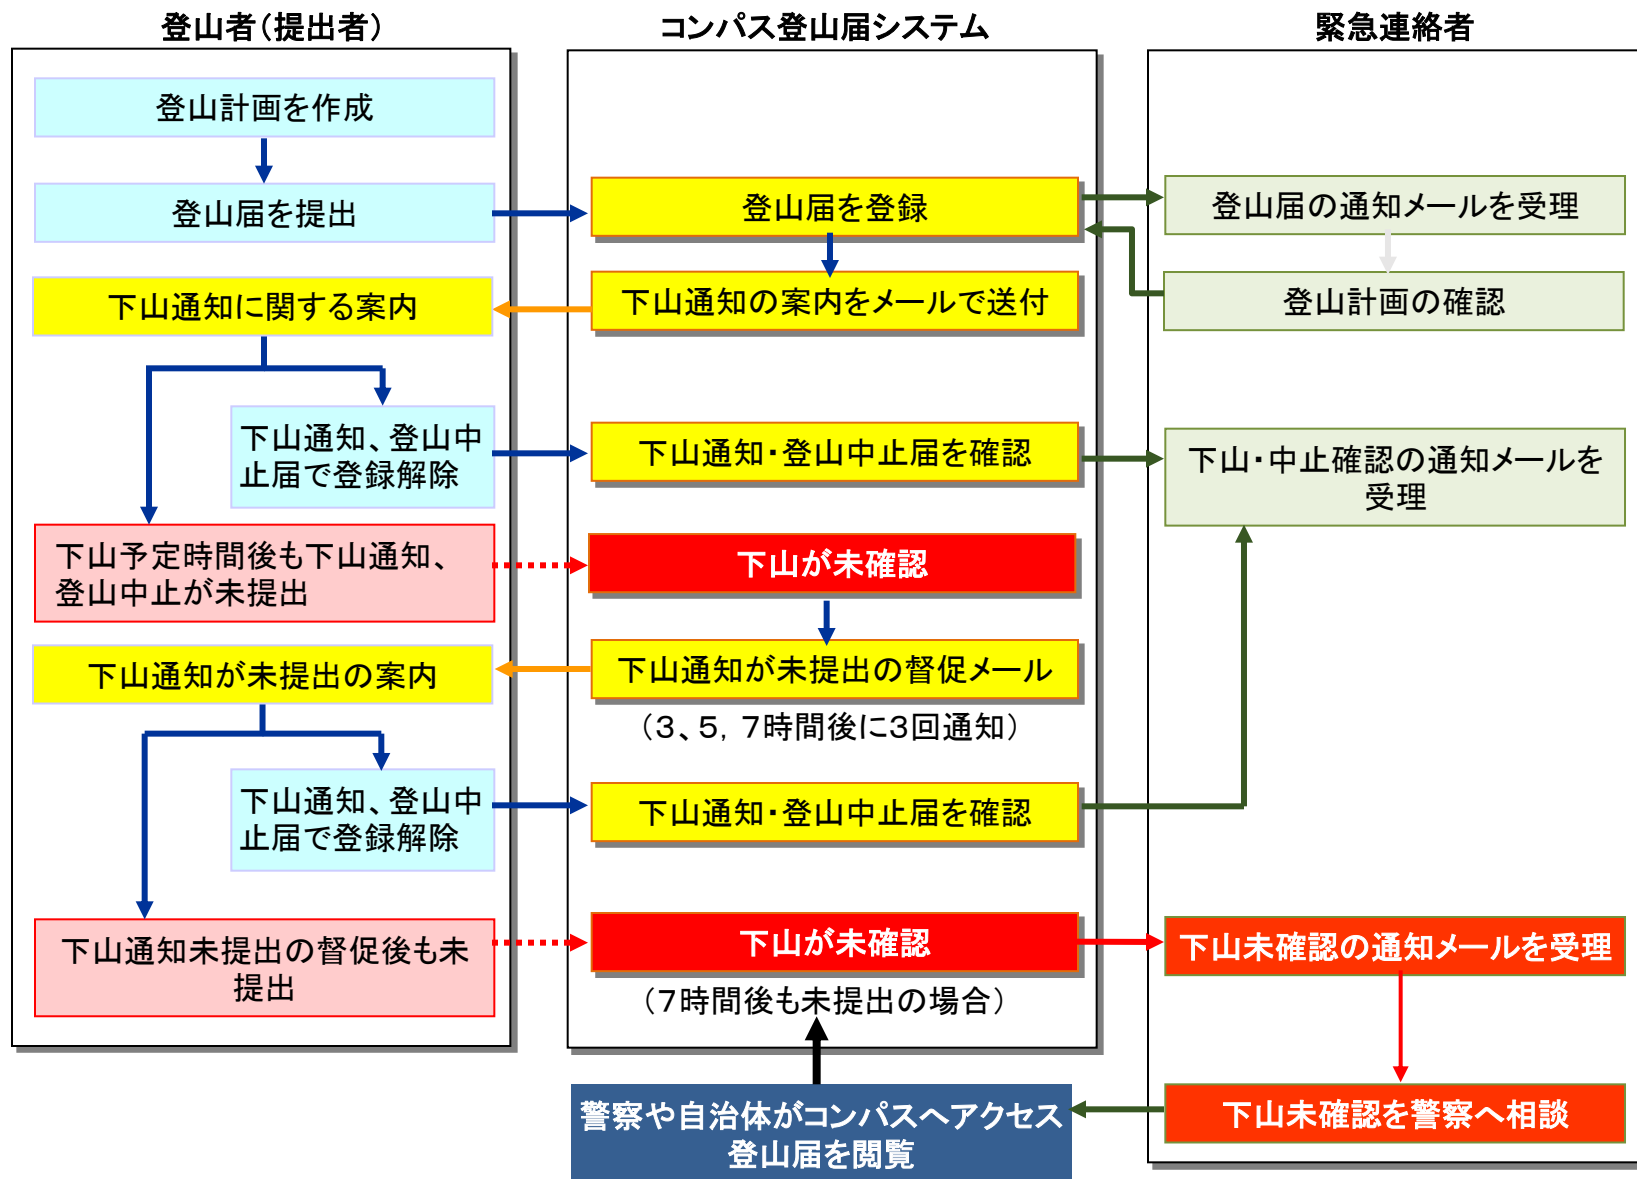 登山者(提出者)
登山計画を作成
登山届を提出
下山通知に関する案内
下山通知、登山中
止届で登録解除
下山予定時間後も下山通知、
登山中止が未提出
下山通知が未提出の案内
下山通知、登山中
止届で登録解除
下山通知未提出の督促後も未
提出
コンパス登山届システム
登山届を登録
下山通知の案内をメールで送付
下山通知・登山中止届を確認
下山が未確認
下山通知が未提出の督促メール
(3、5, 7時間後に3回通知)
下山通知・登山中止届を確認
下山が未確認
(7時間後も未提出の場合)
警察や自治体がコンパスへアクセス
登山届を閲覧
緊急連絡者
登山届の通知メールを受理
登山計画の確認
下山・中止確認の通知メールを
受理
下山未確認の通知メールを受理
下山未確認を警察へ相談